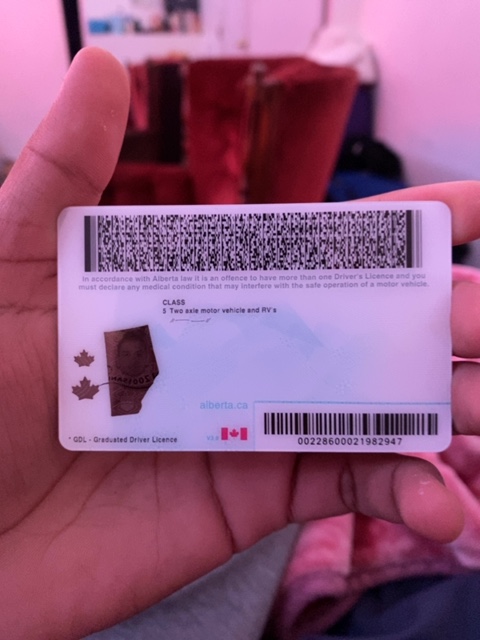 In accordance with Alberta law it is an offence to have more than one Driver's Licence and you
must declare any medical condition that may interfere with the safe operation of a motor vehicle.
CLASS
5 Two axle motor vehicle and RV's
alberta.ca
* GDL - Graduated Driver Licence
00228600021982947